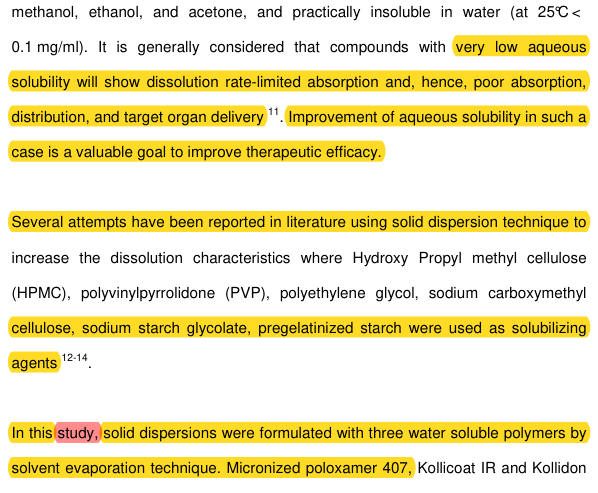 methanol, ethanol, and acetone, and practically insoluble in water (at 25℃ <
0.1 mg/ml). It is generally considered that compounds with very low aqueous
solubility will show dissolution rate-limited absorption and, hence, poor absorption,
distribution, and target organ delivery 11. Improvement of aqueous solubility in such a
case is a valuable goal to improve therapeutic efficacy.
Several attempts have been reported in literature using solid dispersion technique to
increase the dissolution characteristics where Hydroxy Propyl methyl cellulose
(HPMC), polyvinylpyrrolidone (PVP), polyethylene glycol, sodium carboxymethyl
cellulose, sodium starch glycolate, pregelatinized starch were used as solubilizing
agents 12-14.
In this study, solid dispersions were formulated with three water soluble polymers by
solvent evaporation technique. Micronized poloxamer 407, Kollicoat IR and Kollidon